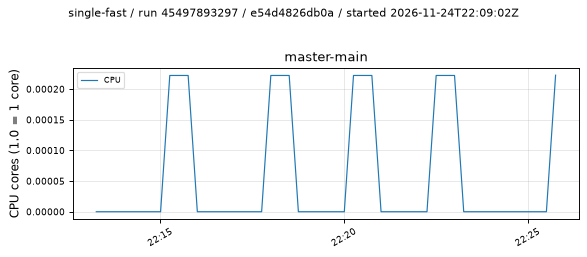 single-fast / run 45497893297 / e54d4826db0a / started 2026-11-24T22:09:02Z
master-main
CPU
CPU cores (1.0 = 1 core)
0.00020
0.00015
0.00010
0.00005
0.00000
22:15
22:20
22:25